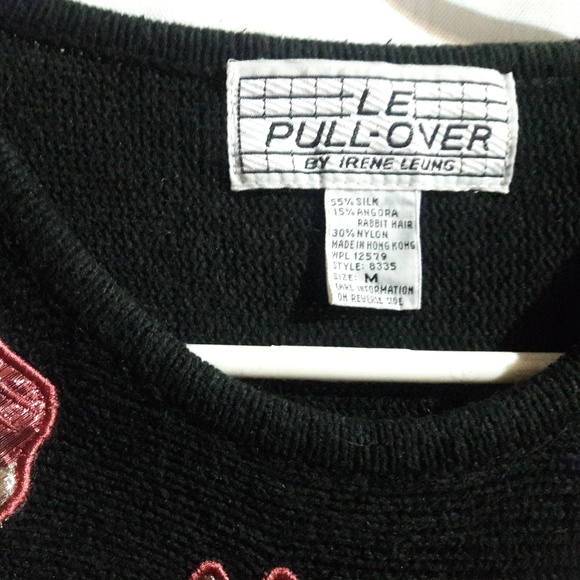 LE
PULL-OVER
BY IRENE LEUNG
55% SILK
15% ANGORA
RABBIT HAIR
30% NYLON
MADE IN HONG KONG
WPL 12579
STYLE: 8335
SIZE: M
CARE INFORMATION
ON REVERSE SIDE